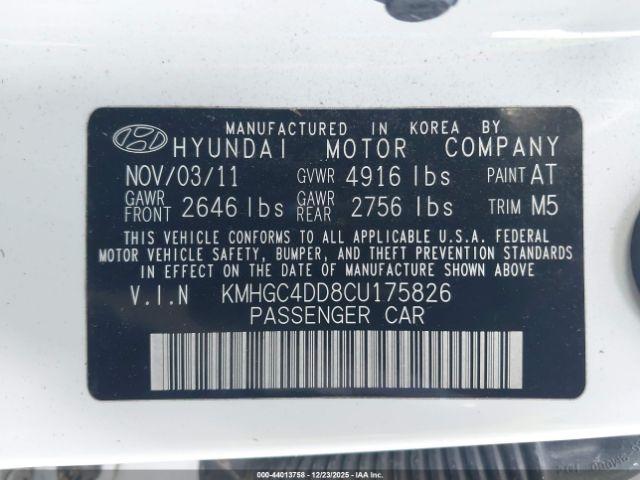 MANUFACTURED IN KOREA BY
HYUNDAI MOTOR COMPANY
NOV/03/11 GVWR 4916 lbs PAINT AT
GAWR FRONT 2646 lbs GAWR REAR 2756 lbs TRIM M5
THIS VEHICLE CONFORMS TO ALL APPLICABLE U.S.A. FEDERAL
MOTOR VEHICLE SAFETY, BUMPER, AND THEFT PREVENTION STANDARDS
IN EFFECT ON THE DATE OF MANUFACTURE SHOWN ABOVE
V.I.N KMHGC4DD8CU175826
PASSENGER CAR
000-44013758 - 12/23/2025 - IAA Inc.